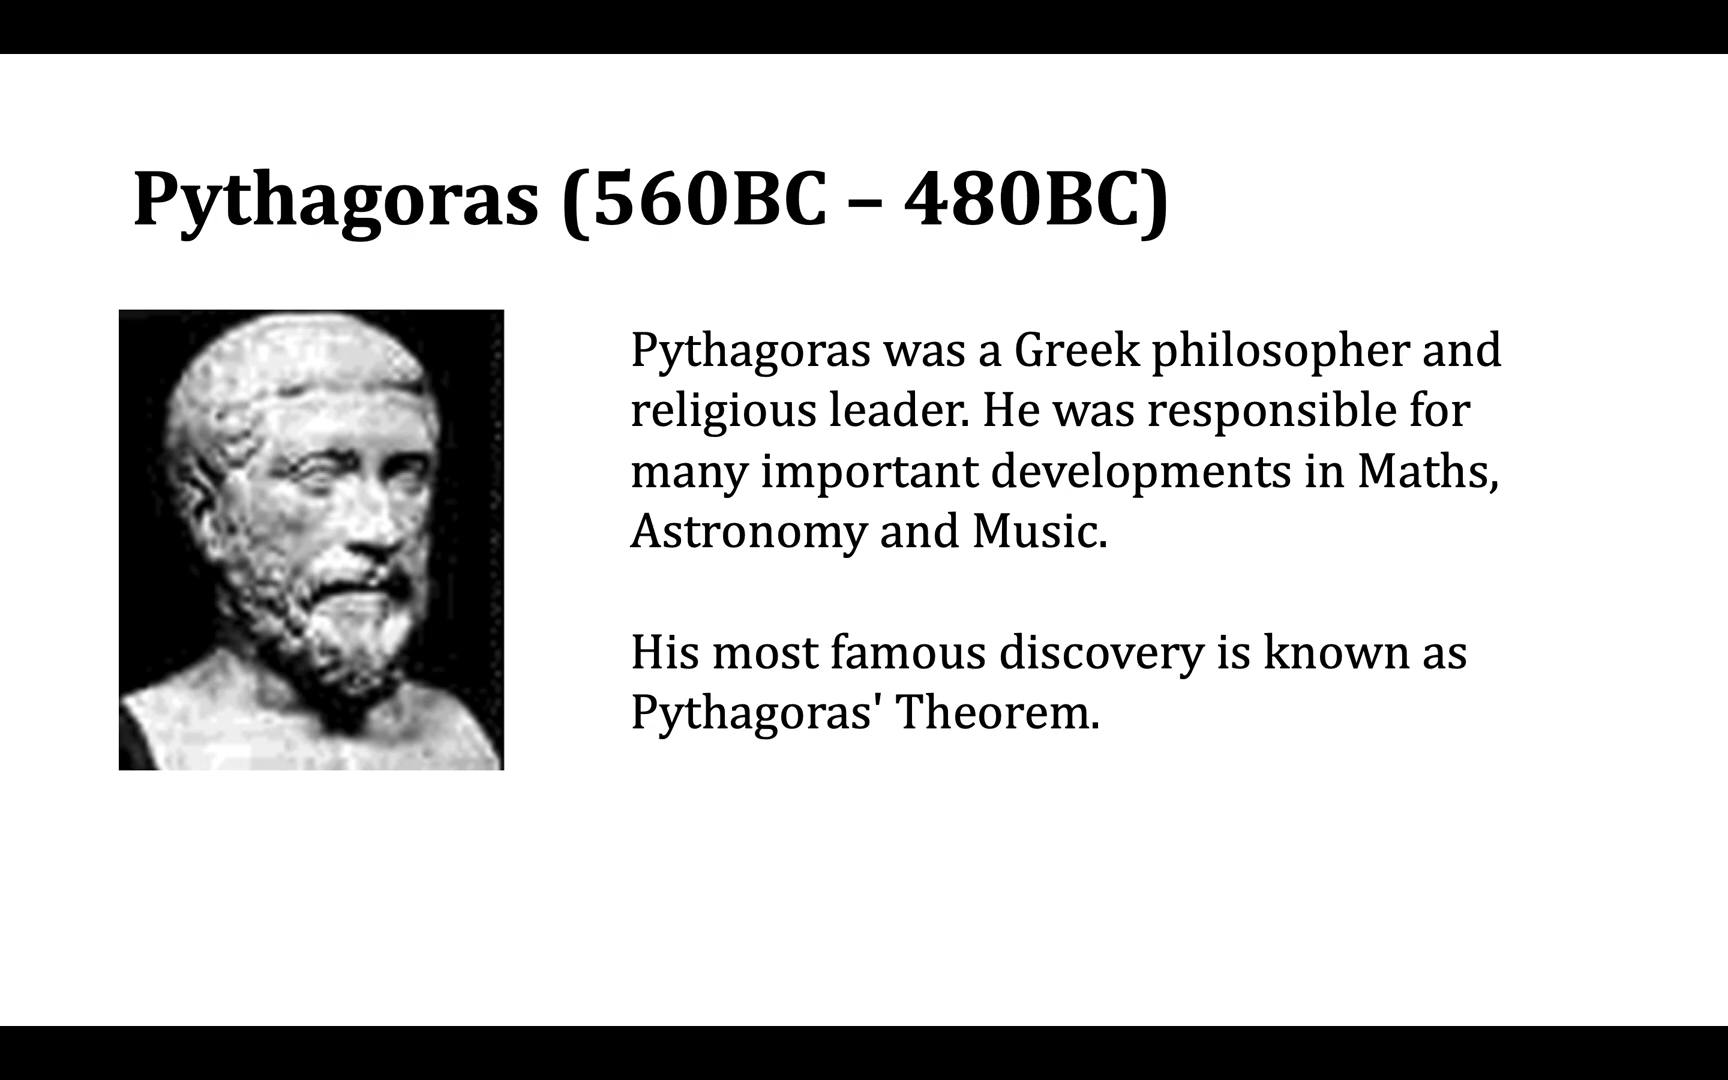 Pythagoras (560BC – 480BC)
Pythagoras was a Greek philosopher and
religious leader. He was responsible for
many important developments in Maths,
Astronomy and Music.
His most famous discovery is known as
Pythagoras' Theorem.